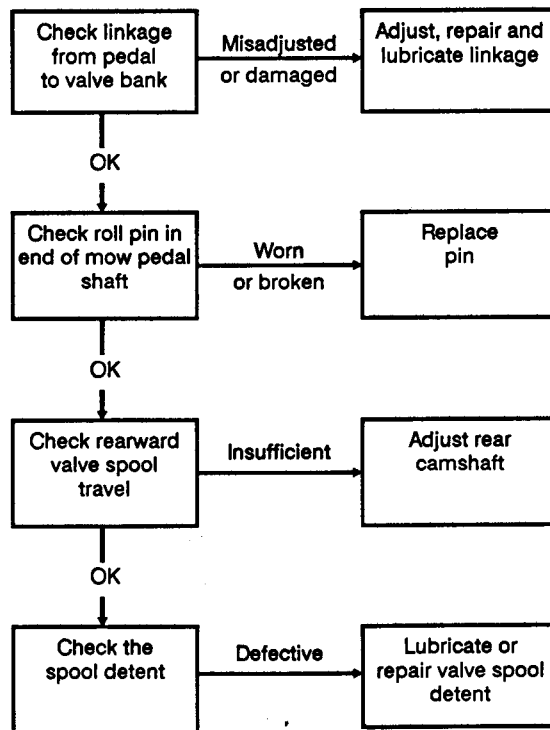 Check linkage
from pedal
to valve bank
Misadjusted
or damaged
Adjust, repair and
lubricate linkage
OK
Check roll pin in
end of mow pedal
shaft
Worn
or broken
Replace
pin
OK
Check rearward
valve spool
travel
Insufficient
Adjust rear
camshaft
OK
Check the
spool detent
Defective
Lubricate or
repair valve spool
detent